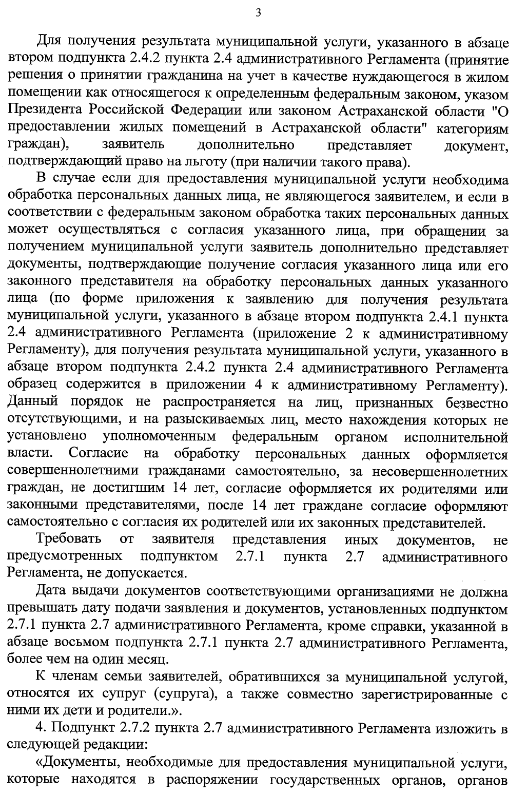 3
Для получения результата муниципальной услуги, указанного в абзаце
втором подпункта 2.4.2 пункта 2.4 административного Регламента (принятие
решения о принятии гражданина на учет в качестве нуждающегося в жилом
помещении как относящегося к определенным федеральным законом, указом
Президента Российской Федерации или законом Астраханской области "О
предоставлении жилых помещений в Астраханской области" категориям
граждан), заявитель дополнительно представляет документ,
подтверждающий право на льготу (при наличии такого права).
В случае если для предоставления муниципальной услуги необходима
обработка персональных данных лица, не являющегося заявителем, и если в
соответствии с федеральным законом обработка таких персональных данных
может осуществляться с согласия указанного лица, при обращении за
получением муниципальной услуги заявитель дополнительно представляет
документы, подтверждающие получение согласия указанного лица или его
законного представителя на обработку персональных данных указанного
лица (по форме приложения к заявлению для получения результата
муниципальной услуги, указанного в абзаце втором подпункта 2.4.1 пункта
2.4 административного Регламента (приложение 2 к административному
Регламенту), для получения результата муниципальной услуги, указанного в
абзаце втором подпункта 2.4.2 пункта 2.4 административного Регламента
образец содержится в приложении 4 к административному Регламенту).
Данный порядок не распространяется на лиц, признанных безвестно
отсутствующими, и на разыскиваемых лиц, место нахождения которых не
установлено уполномоченным федеральным органом исполнительной
власти. Согласие на обработку персональных данных оформляется
совершеннолетними гражданами самостоятельно, за несовершеннолетних
граждан, не достигшим 14 лет, согласие оформляется их родителями или
законными представителями, после 14 лет граждане согласие оформляют
самостоятельно с согласия их родителей или их законных представителей.
Требовать от заявителя представления иных документов, не
предусмотренных подпунктом 2.7.1 пункта 2.7 административного
Регламента, не допускается.
Дата выдачи документов соответствующими организациями не должна
превышать дату подачи заявления и документов, установленных подпунктом
2.7.1 пункта 2.7 административного Регламента, кроме справки, указанной в
абзаце восьмом подпункта 2.7.1 пункта 2.7 административного Регламента,
более чем на один месяц.
К членам семьи заявителей, обратившихся за муниципальной услугой,
относятся их супруг (супруга), а также совместно зарегистрированные с
ними их дети и родители.».
4. Подпункт 2.7.2 пункта 2.7 административного Регламента изложить в
следующей редакции:
«Документы, необходимые для предоставления муниципальной услуги,
которые находятся в распоряжении государственных органов, органов